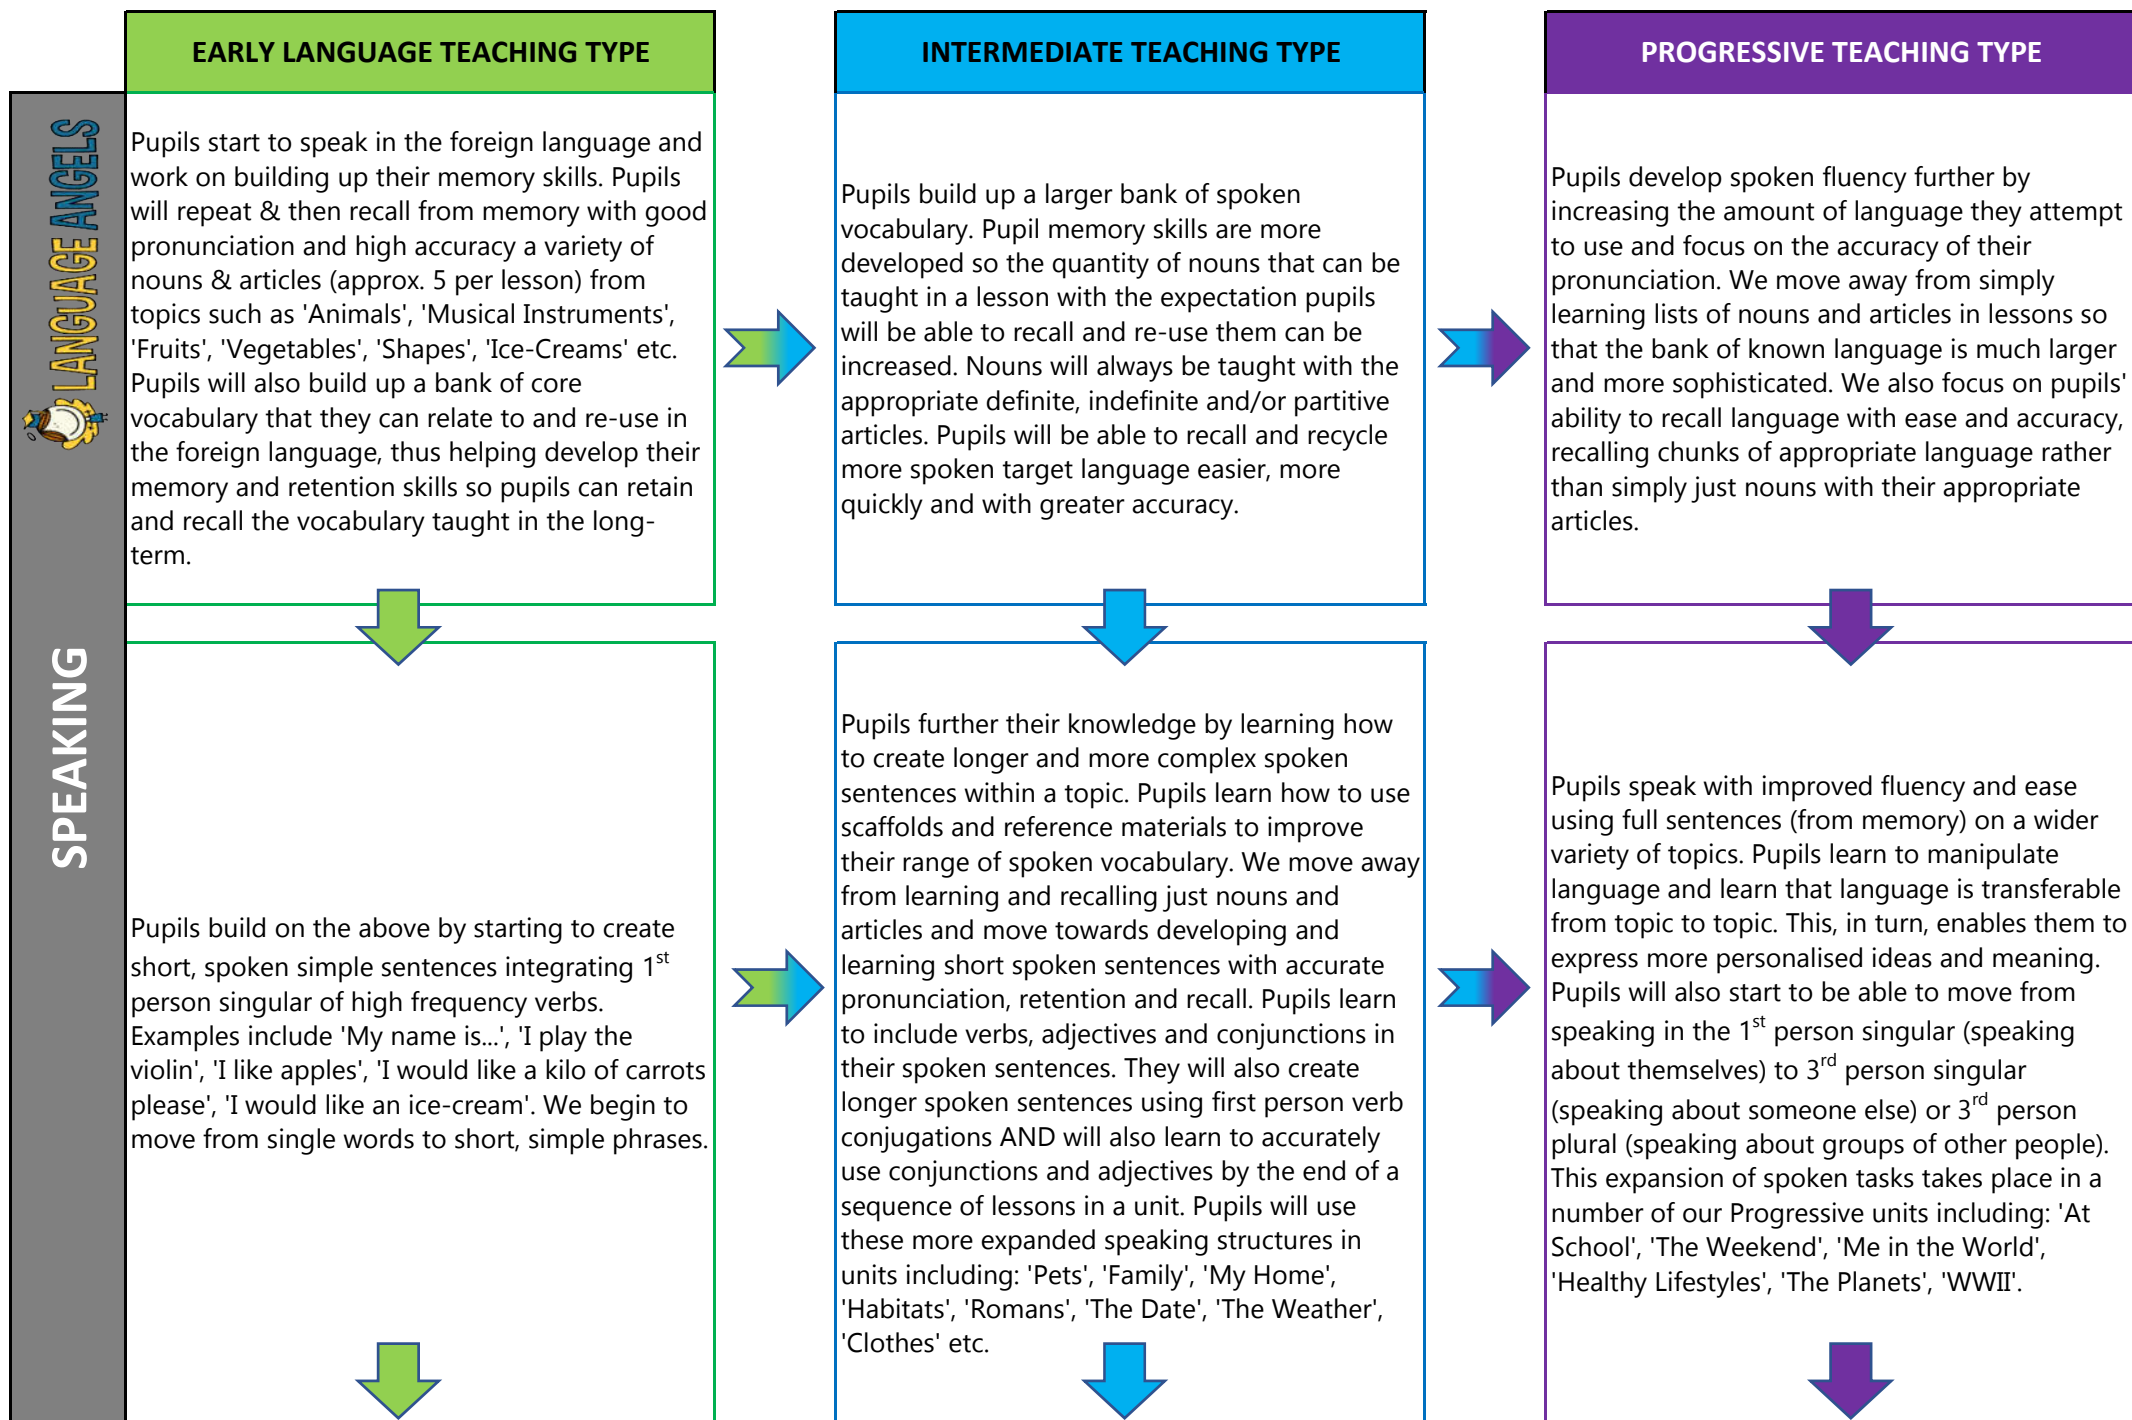 EARLY LANGUAGE TEACHING TYPE
INTERMEDIATE TEACHING TYPE
PROGRESSIVE TEACHING TYPE
LANGUAGE ANGELS
SPEAKING
Pupils start to speak in the foreign language and
work on building up their memory skills. Pupils
will repeat & then recall from memory with good
pronunciation and high accuracy a variety of
nouns & articles (approx. 5 per lesson) from
topics such as 'Animals', 'Musical Instruments',
'Fruits', 'Vegetables', 'Shapes', 'Ice-Creams' etc.
Pupils will also build up a bank of core
vocabulary that they can relate to and re-use in
the foreign language, thus helping develop their
memory and retention skills so pupils can retain
and recall the vocabulary taught in the long-
term.
Pupils build up a larger bank of spoken
vocabulary. Pupil memory skills are more
developed so the quantity of nouns that can be
taught in a lesson with the expectation pupils
will be able to recall and re-use them can be
increased. Nouns will always be taught with the
appropriate definite, indefinite and/or partitive
articles. Pupils will be able to recall and recycle
more spoken target language easier, more
quickly and with greater accuracy.
Pupils develop spoken fluency further by
increasing the amount of language they attempt
to use and focus on the accuracy of their
pronunciation. We move away from simply
learning lists of nouns and articles in lessons so
that the bank of known language is much larger
and more sophisticated. We also focus on pupils'
ability to recall language with ease and accuracy,
recalling chunks of appropriate language rather
than simply just nouns with their appropriate
articles.
Pupils build on the above by starting to create
short, spoken simple sentences integrating 1st
person singular of high frequency verbs.
Examples include 'My name is...', 'I play the
violin', 'I like apples', 'I would like a kilo of carrots
please', 'I would like an ice-cream'. We begin to
move from single words to short, simple phrases.
Pupils further their knowledge by learning how
to create longer and more complex spoken
sentences within a topic. Pupils learn how to use
scaffolds and reference materials to improve
their range of spoken vocabulary. We move away
from learning and recalling just nouns and
articles and move towards developing and
learning short spoken sentences with accurate
pronunciation, retention and recall. Pupils learn
to include verbs, adjectives and conjunctions in
their spoken sentences. They will also create
longer spoken sentences using first person verb
conjugations AND will also learn to accurately
use conjunctions and adjectives by the end of a
sequence of lessons in a unit. Pupils will use
these more expanded speaking structures in
units including: 'Pets', 'Family', 'My Home',
'Habitats', 'Romans', 'The Date', 'The Weather',
'Clothes' etc.
Pupils speak with improved fluency and ease
using full sentences (from memory) on a wider
variety of topics. Pupils learn to manipulate
language and learn that language is transferable
from topic to topic. This, in turn, enables them to
express more personalised ideas and meaning.
Pupils will also start to be able to move from
speaking in the 1st person singular (speaking
about themselves) to 3rd person singular
(speaking about someone else) or 3rd person
plural (speaking about groups of other people).
This expansion of spoken tasks takes place in a
number of our Progressive units including: 'At
School', 'The Weekend', 'Me in the World',
'Healthy Lifestyles', 'The Planets', 'WWII'.